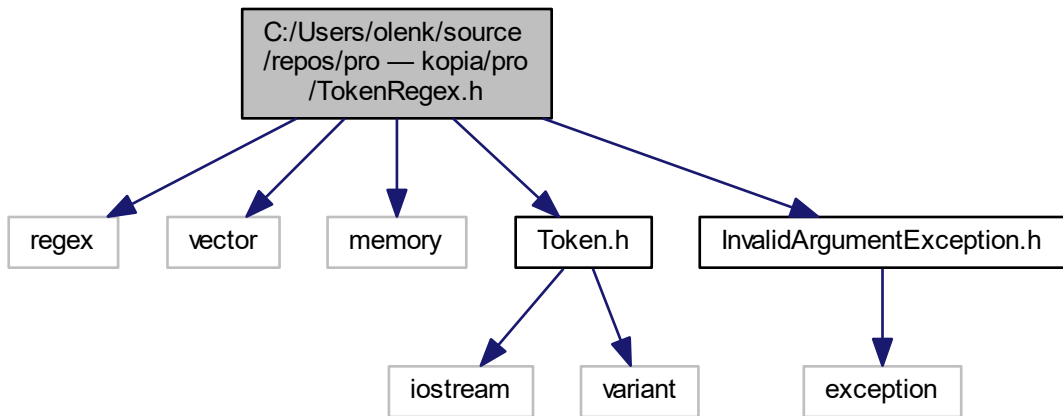 C:/Users/olenk/source
/repos/pro — kopia/pro
/TokenRegex.h
regex
vector
memory
Token.h
InvalidArgumentException.h
iostream
variant
exception